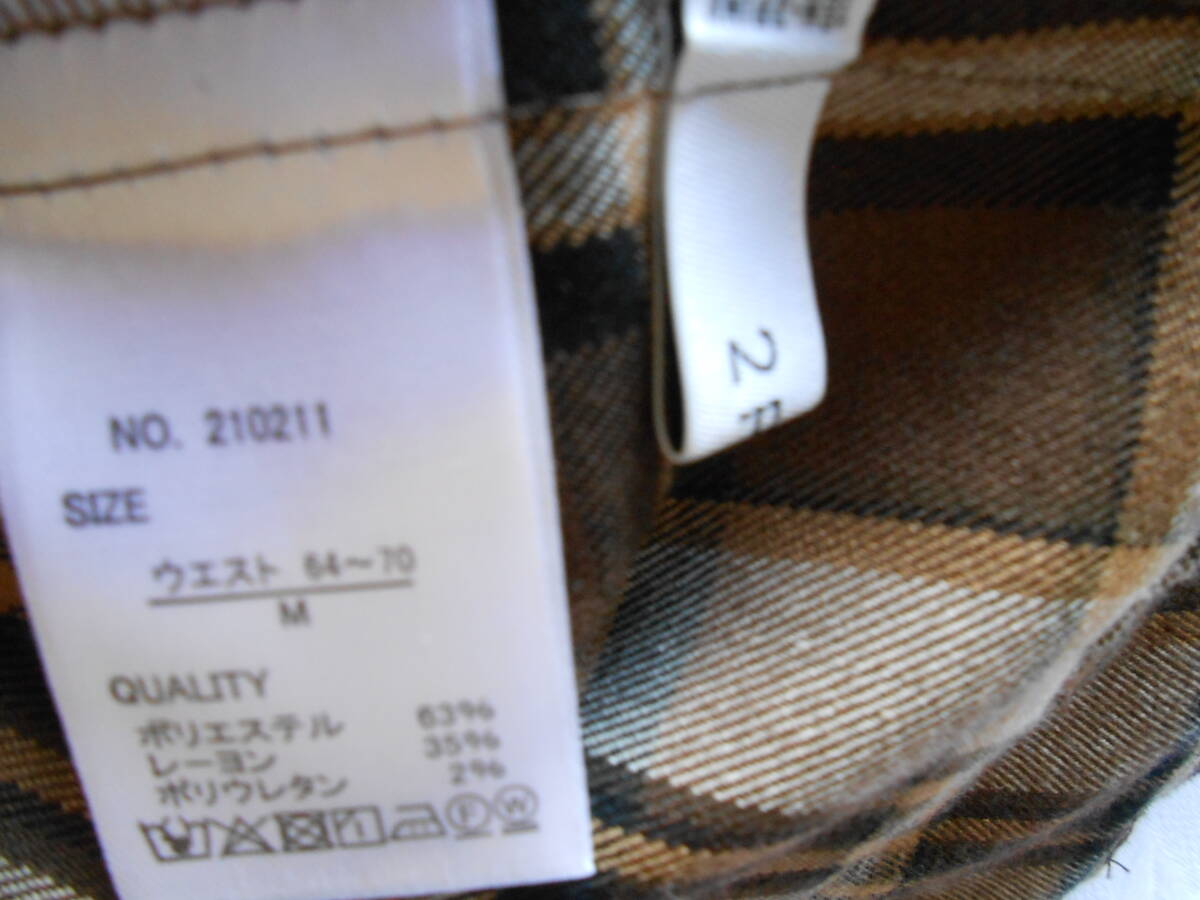 NO. 210211
SIZE
ウエスト 64～70
M
QUALITY
ポリエステル 63%
レーヨン 35%
ポリウレタン 2%
F W
2